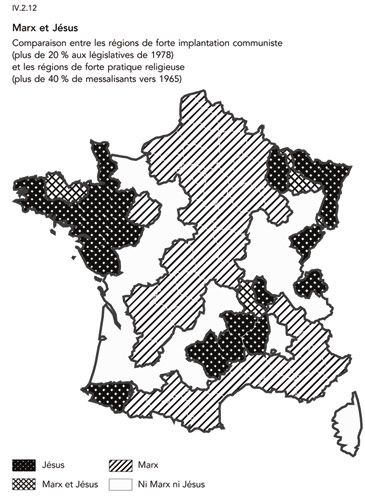 IV.2.12
Marx et Jésus
Comparaison entre les régions de forte implantation communiste
(plus de 20 % aux législatives de 1978)
et les régions de forte pratique religieuse
(plus de 40 % de messalisants vers 1965)
Jésus
Marx
Marx et Jésus
Ni Marx ni Jésus